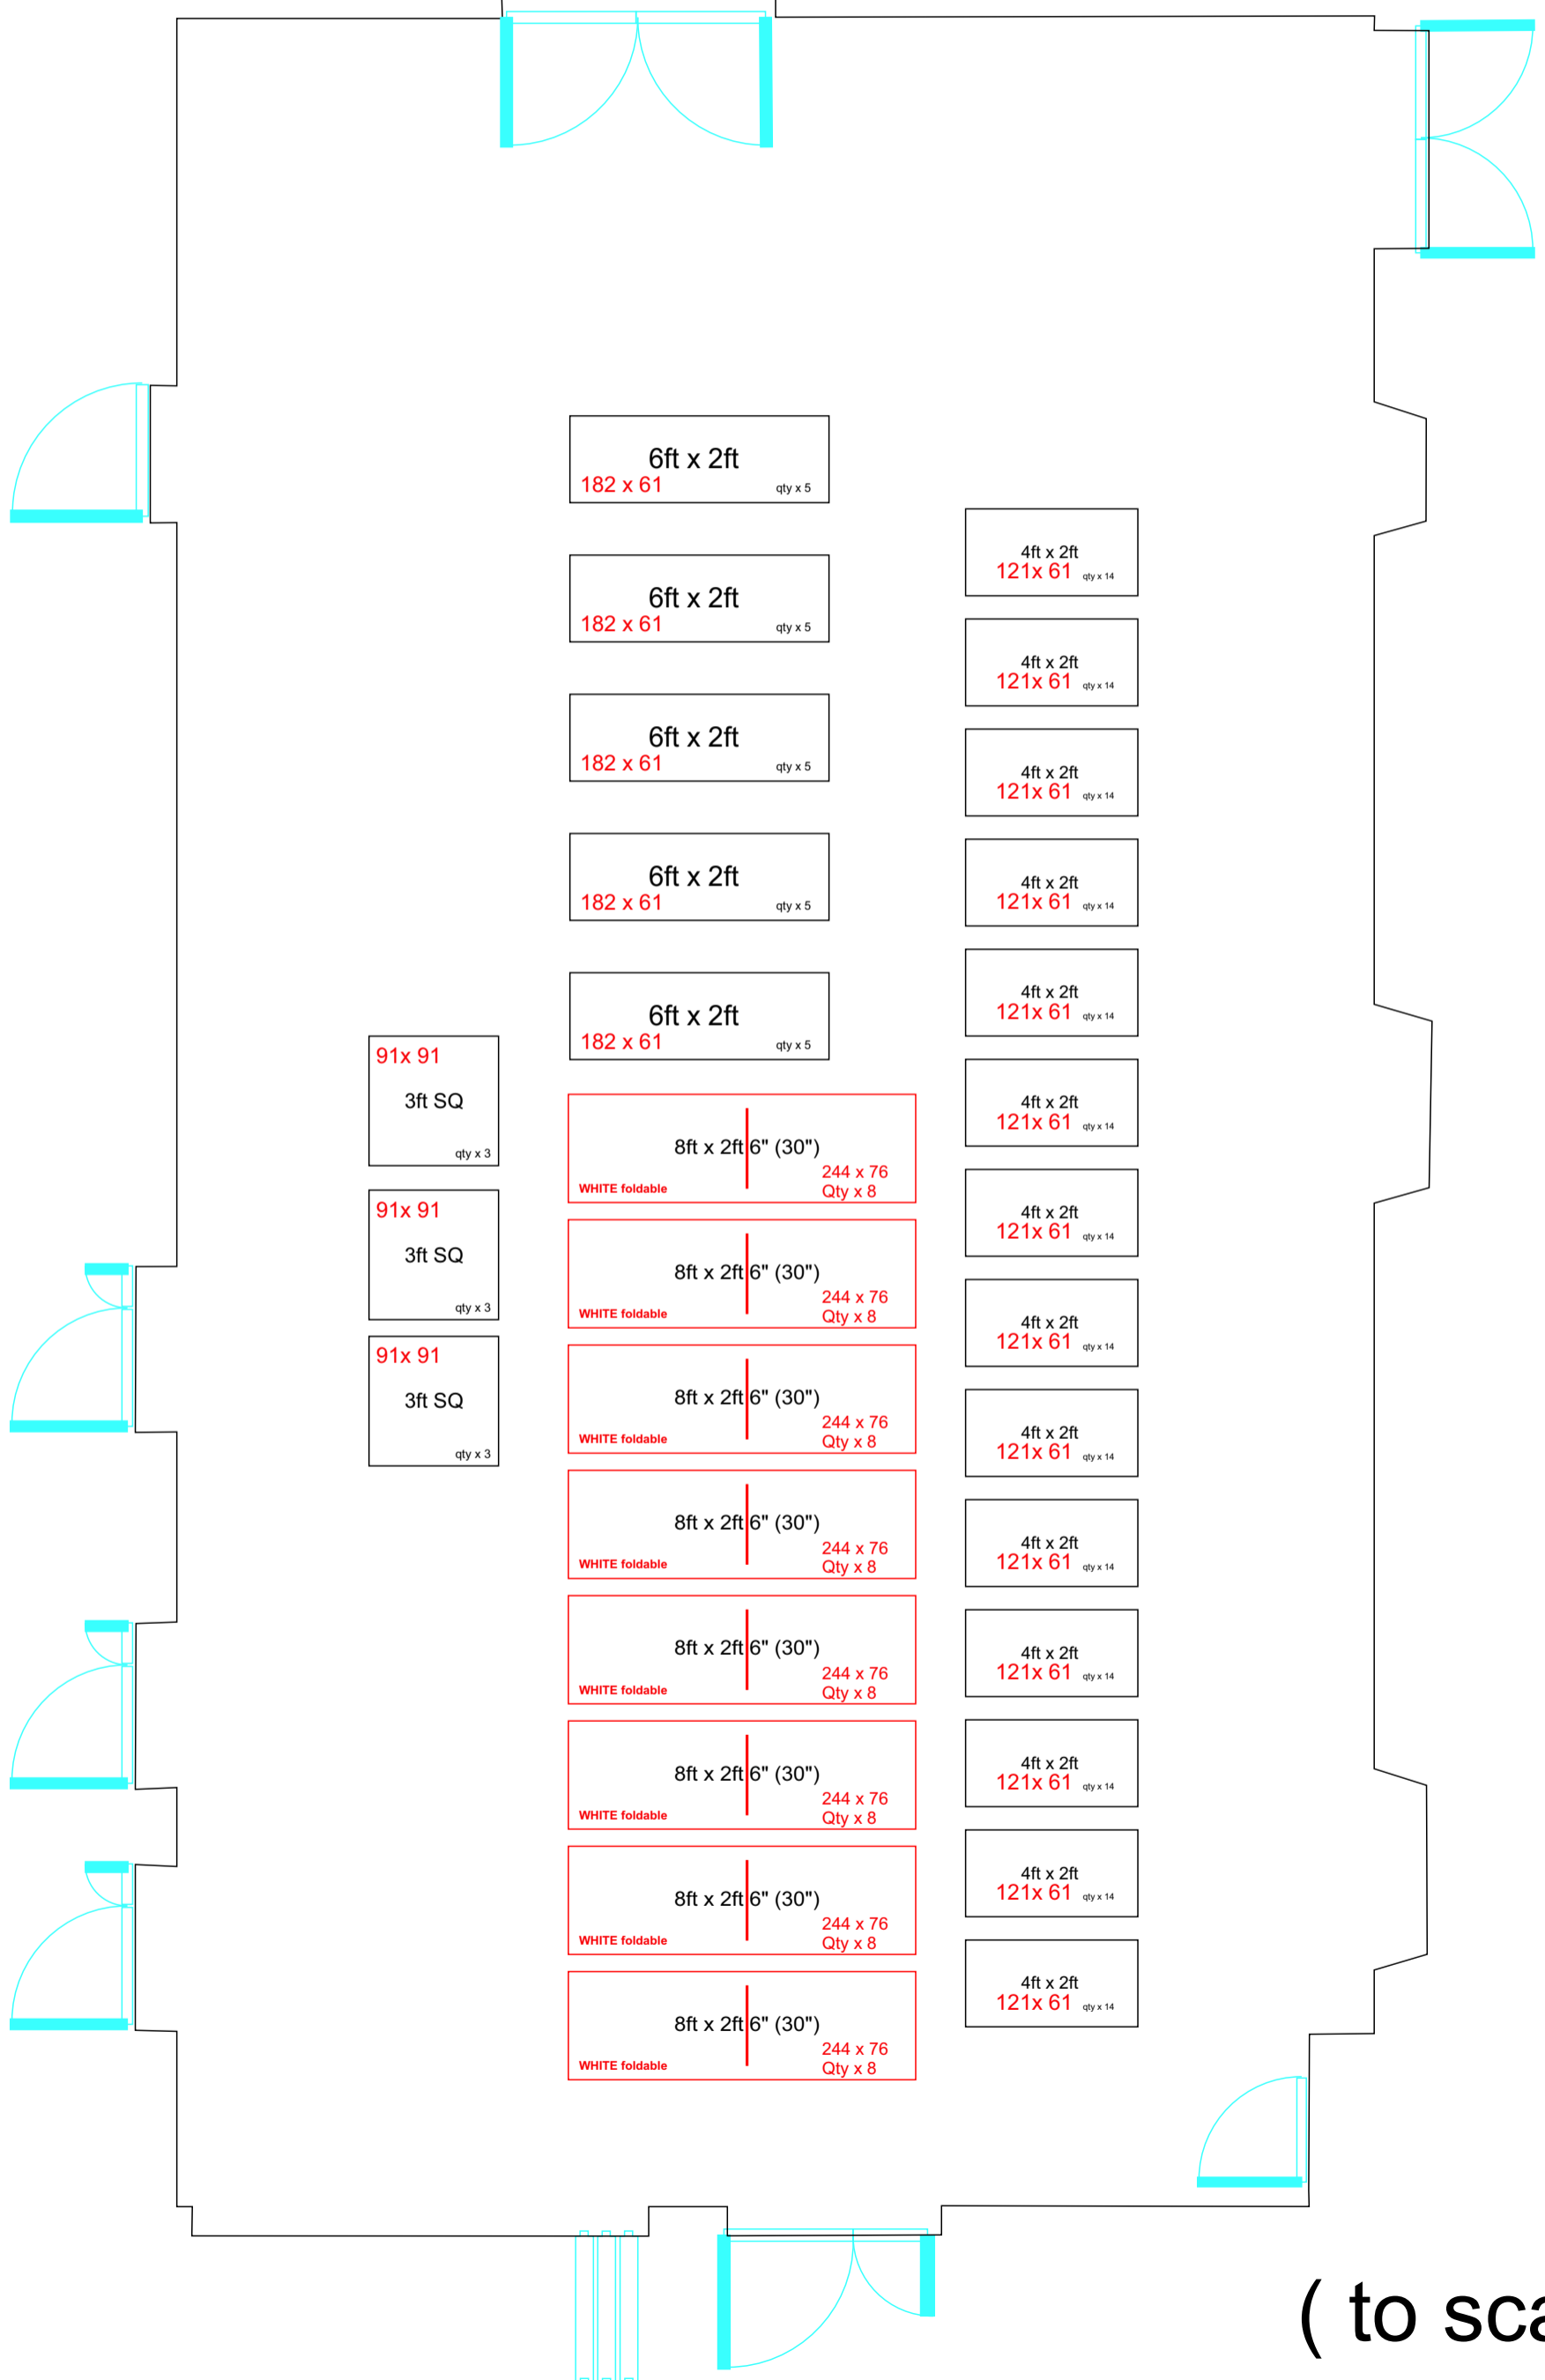 6ft x 2ft
182 x 61 qty x 5
6ft x 2ft
182 x 61 qty x 5
6ft x 2ft
182 x 61 qty x 5
6ft x 2ft
182 x 61 qty x 5
6ft x 2ft
182 x 61 qty x 5
91x 91
3ft SQ
qty x 3
91x 91
3ft SQ
qty x 3
91x 91
3ft SQ
qty x 3
8ft x 2ft 6" (30")
244 x 76
WHITE foldable Qty x 8
8ft x 2ft 6" (30")
244 x 76
WHITE foldable Qty x 8
8ft x 2ft 6" (30")
244 x 76
WHITE foldable Qty x 8
8ft x 2ft 6" (30")
244 x 76
WHITE foldable Qty x 8
8ft x 2ft 6" (30")
244 x 76
WHITE foldable Qty x 8
8ft x 2ft 6" (30")
244 x 76
WHITE foldable Qty x 8
8ft x 2ft 6" (30")
244 x 76
WHITE foldable Qty x 8
8ft x 2ft 6" (30")
244 x 76
WHITE foldable Qty x 8
4ft x 2ft
121x 61 qty x 14
4ft x 2ft
121x 61 qty x 14
4ft x 2ft
121x 61 qty x 14
4ft x 2ft
121x 61 qty x 14
4ft x 2ft
121x 61 qty x 14
4ft x 2ft
121x 61 qty x 14
4ft x 2ft
121x 61 qty x 14
4ft x 2ft
121x 61 qty x 14
4ft x 2ft
121x 61 qty x 14
4ft x 2ft
121x 61 qty x 14
4ft x 2ft
121x 61 qty x 14
4ft x 2ft
121x 61 qty x 14
4ft x 2ft
121x 61 qty x 14
4ft x 2ft
121x 61 qty x 14
( to